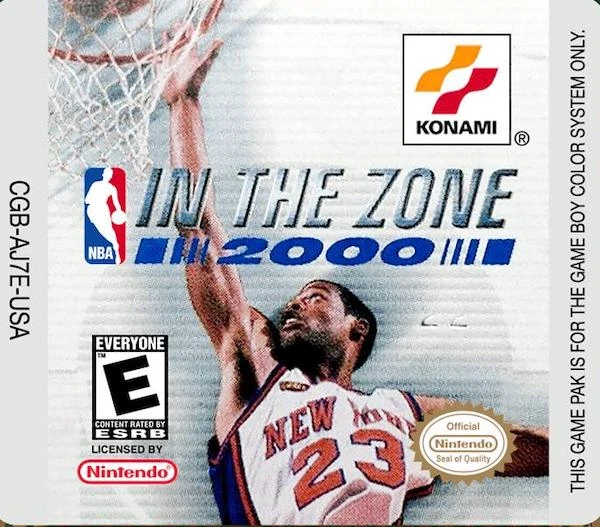 KONAMI
®
IN THE ZONE
2000
NBA
NEW
23
EVERYONE
TM
E
CONTENT RATED BY
ESRB
LICENSED BY
Nintendo®
Official
Nintendo
Seal of Quality
CGB-AJ7E-USA
THIS GAME PAK IS FOR THE GAME BOY COLOR SYSTEM ONLY.